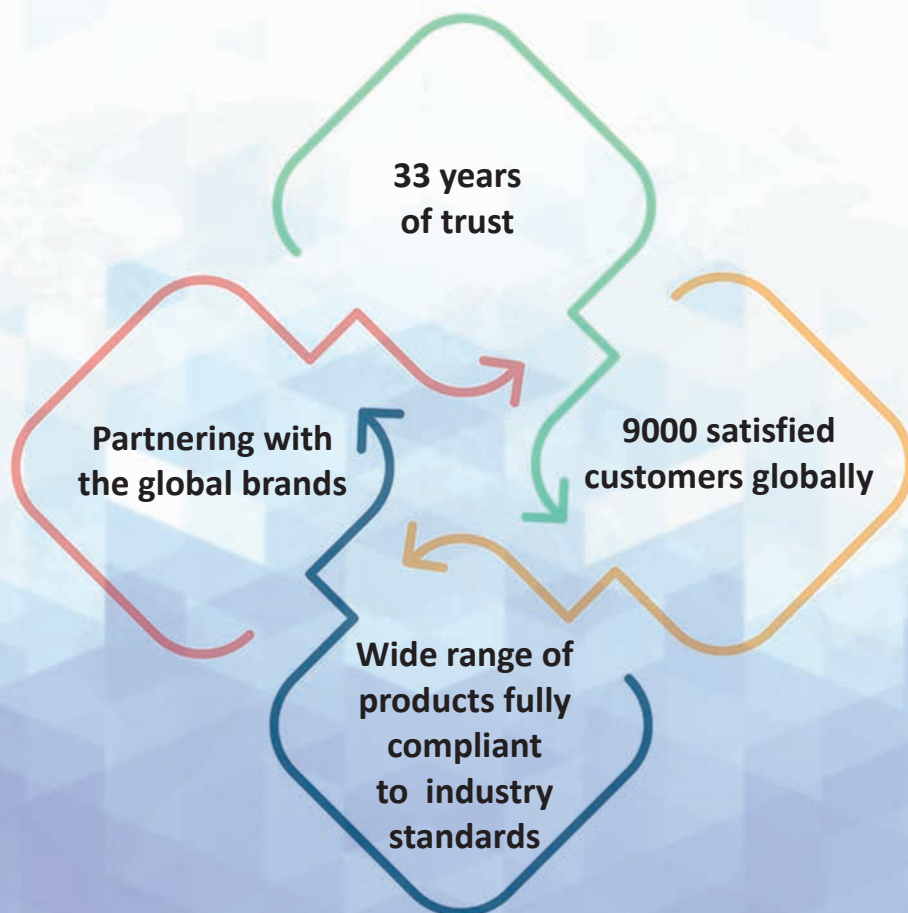 33 years
of trust
Partnering with
the global brands
9000 satisfied
customers globally
Wide range of
products fully
compliant
to  industry
standards